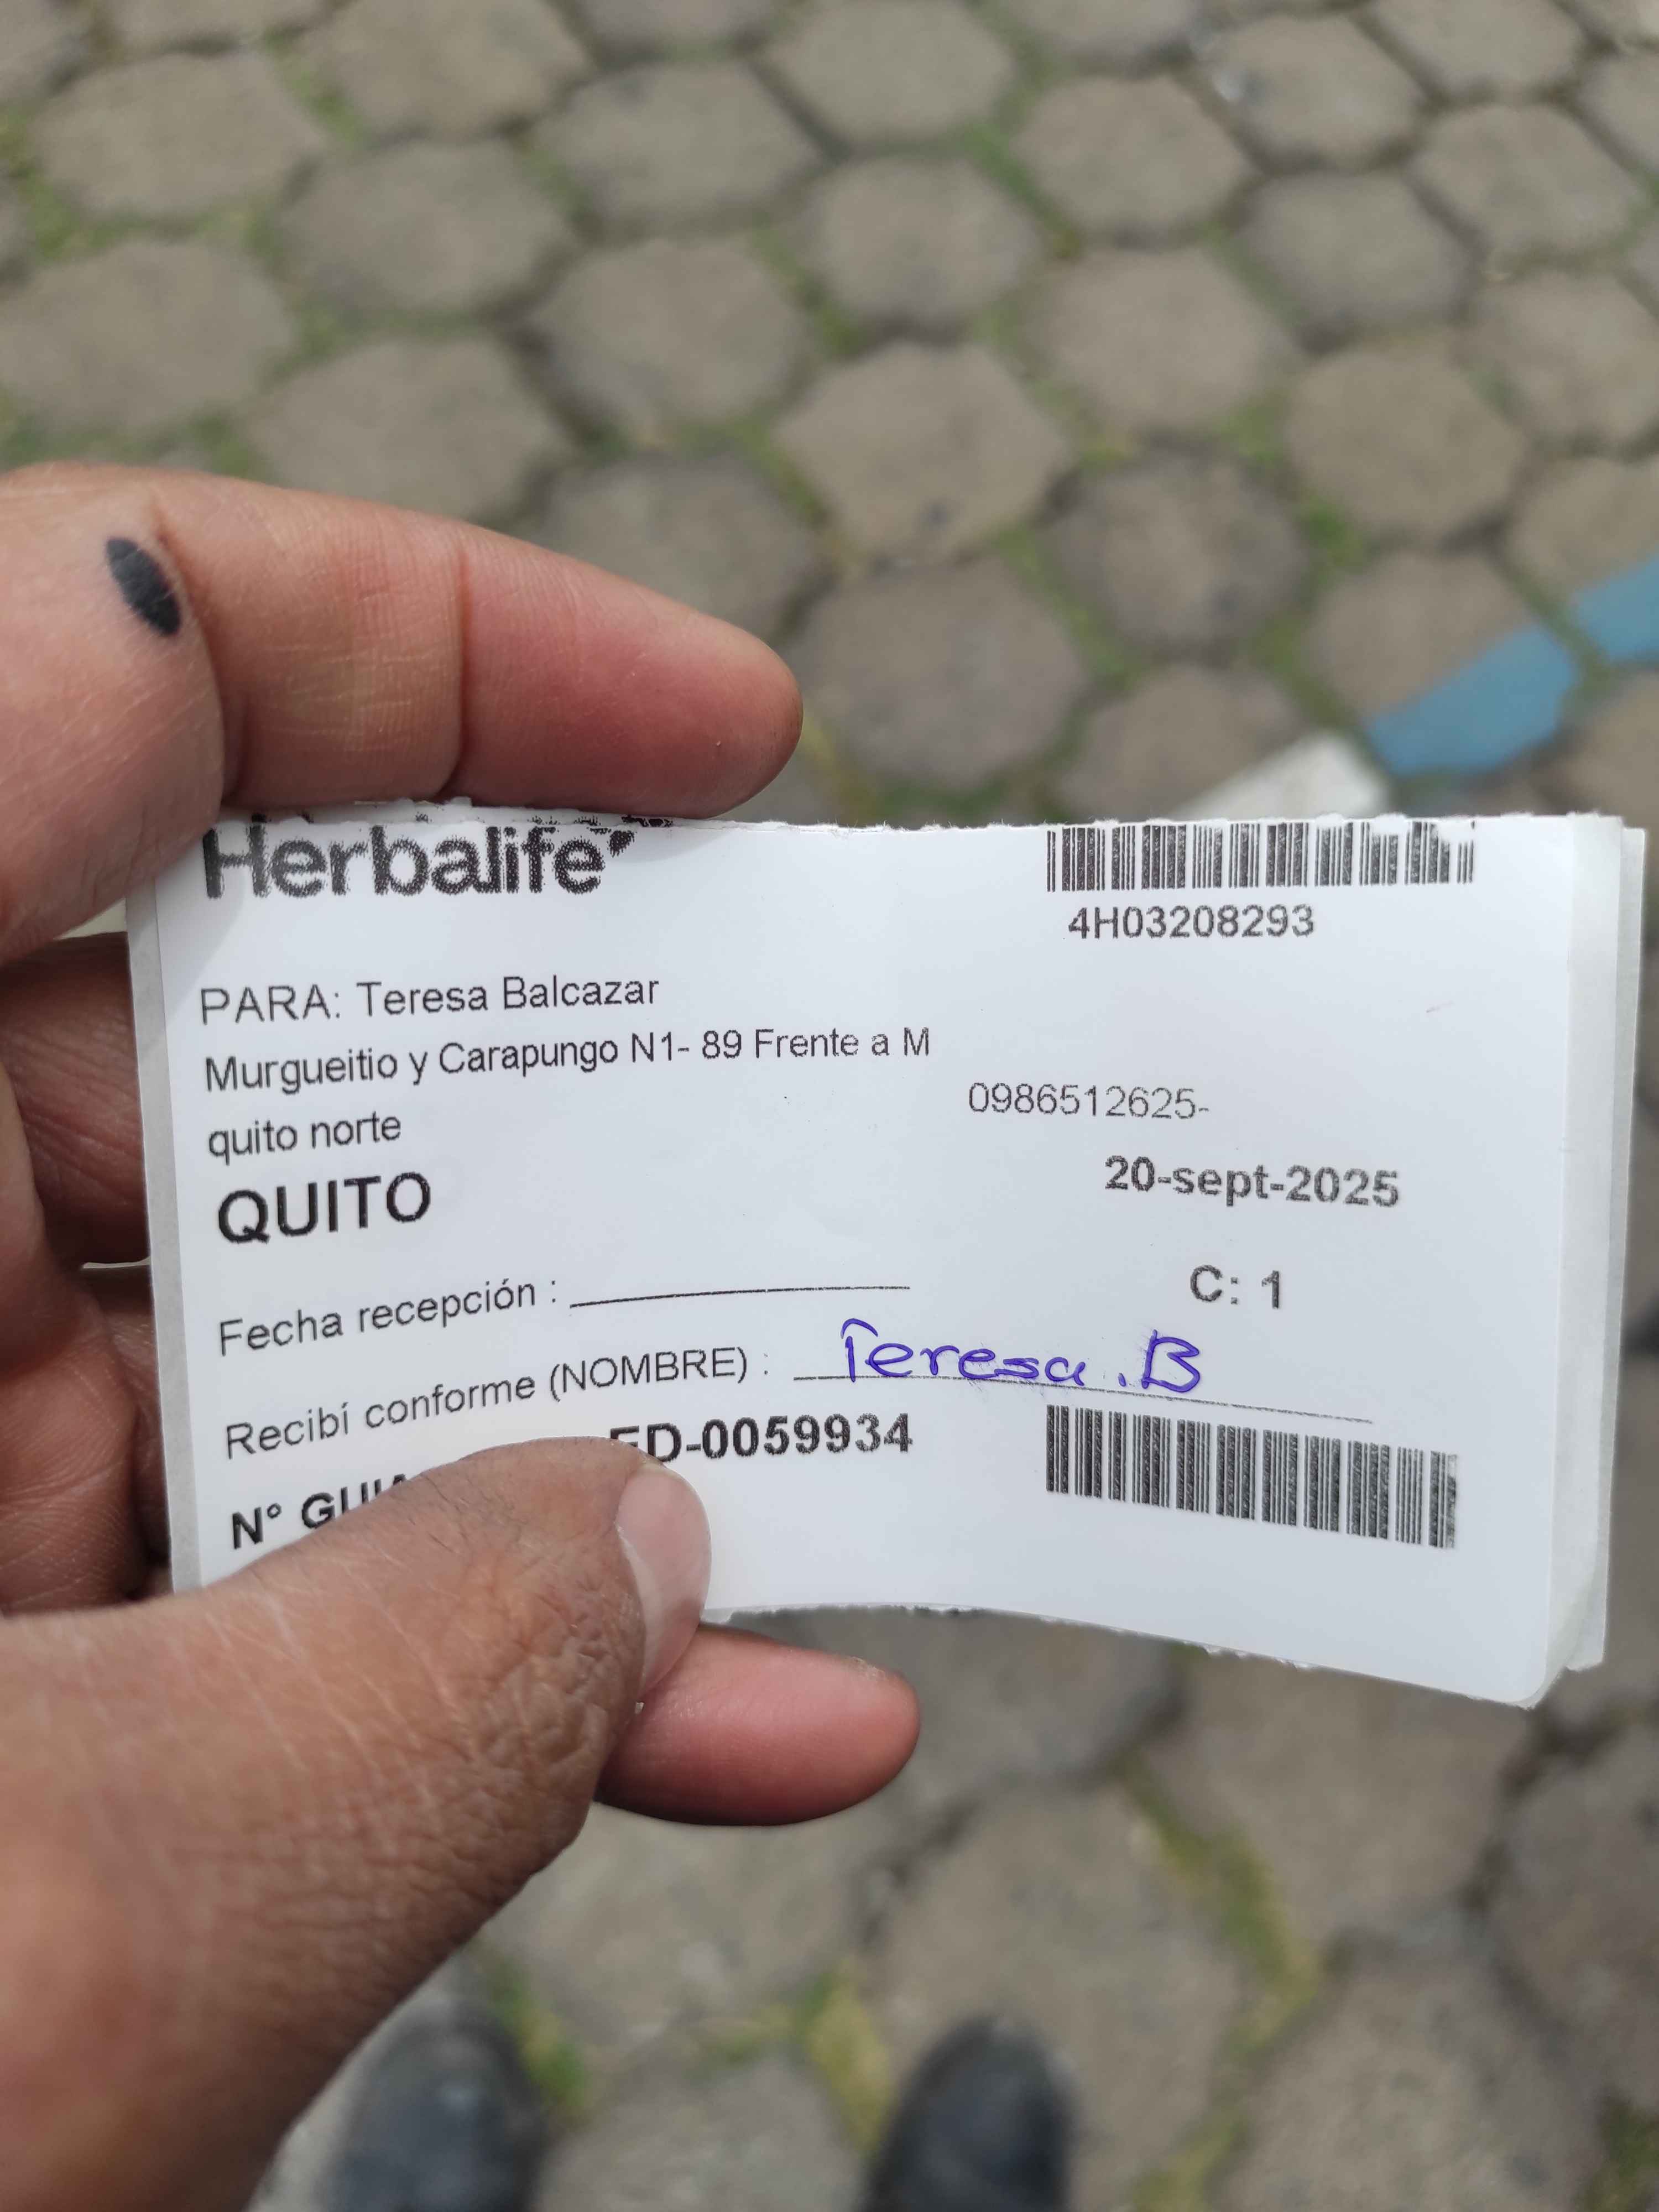 Herbalife
4H03208293
PARA: Teresa Balcazar
Murgueitio y Carapungo N1- 89 Frente a M
0986512625-
quito norte
20-sept-2025
QUITO
C: 1
Fecha recepción :
Recibí conforme (NOMBRE) : Teresa.B
N° GUIA ED-0059934